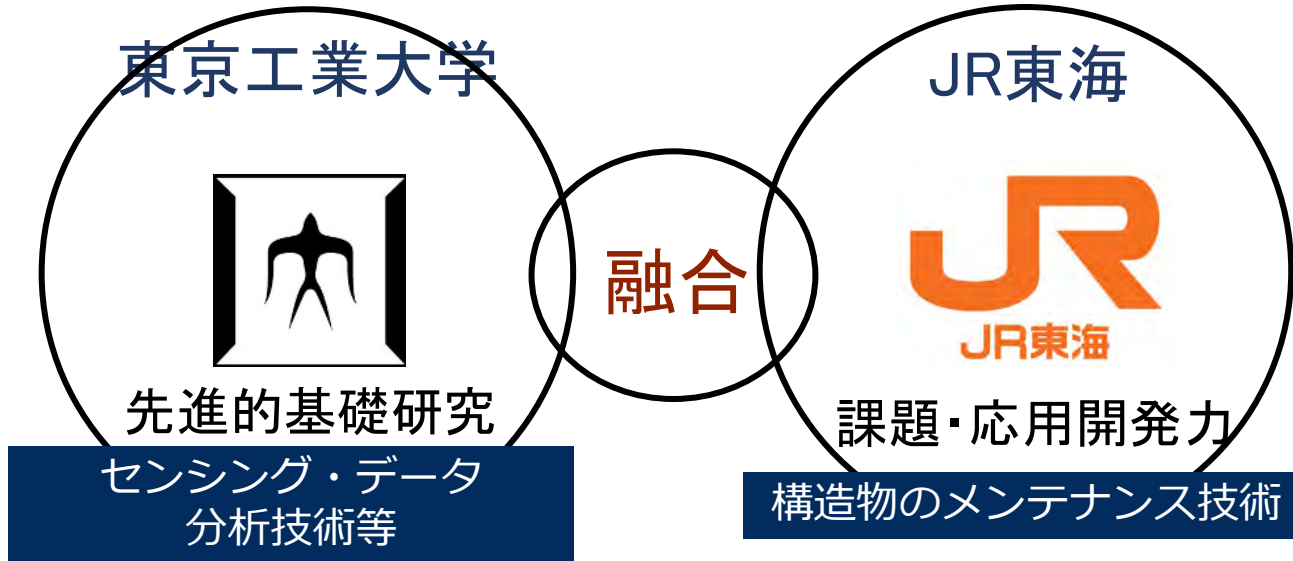 東京工業大学
先進的基礎研究
センシング・データ
分析技術等
融合
JR東海
JR
JR東海
課題・応用開発力
構造物のメンテナンス技術